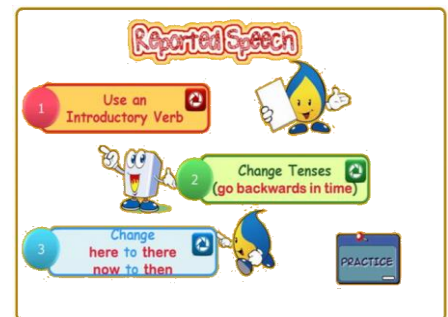 Reported Speech
1
Use an
Introductory Verb
2
Change Tenses
(go backwards in time)
3
Change
here to there
now to then
PRACTICE